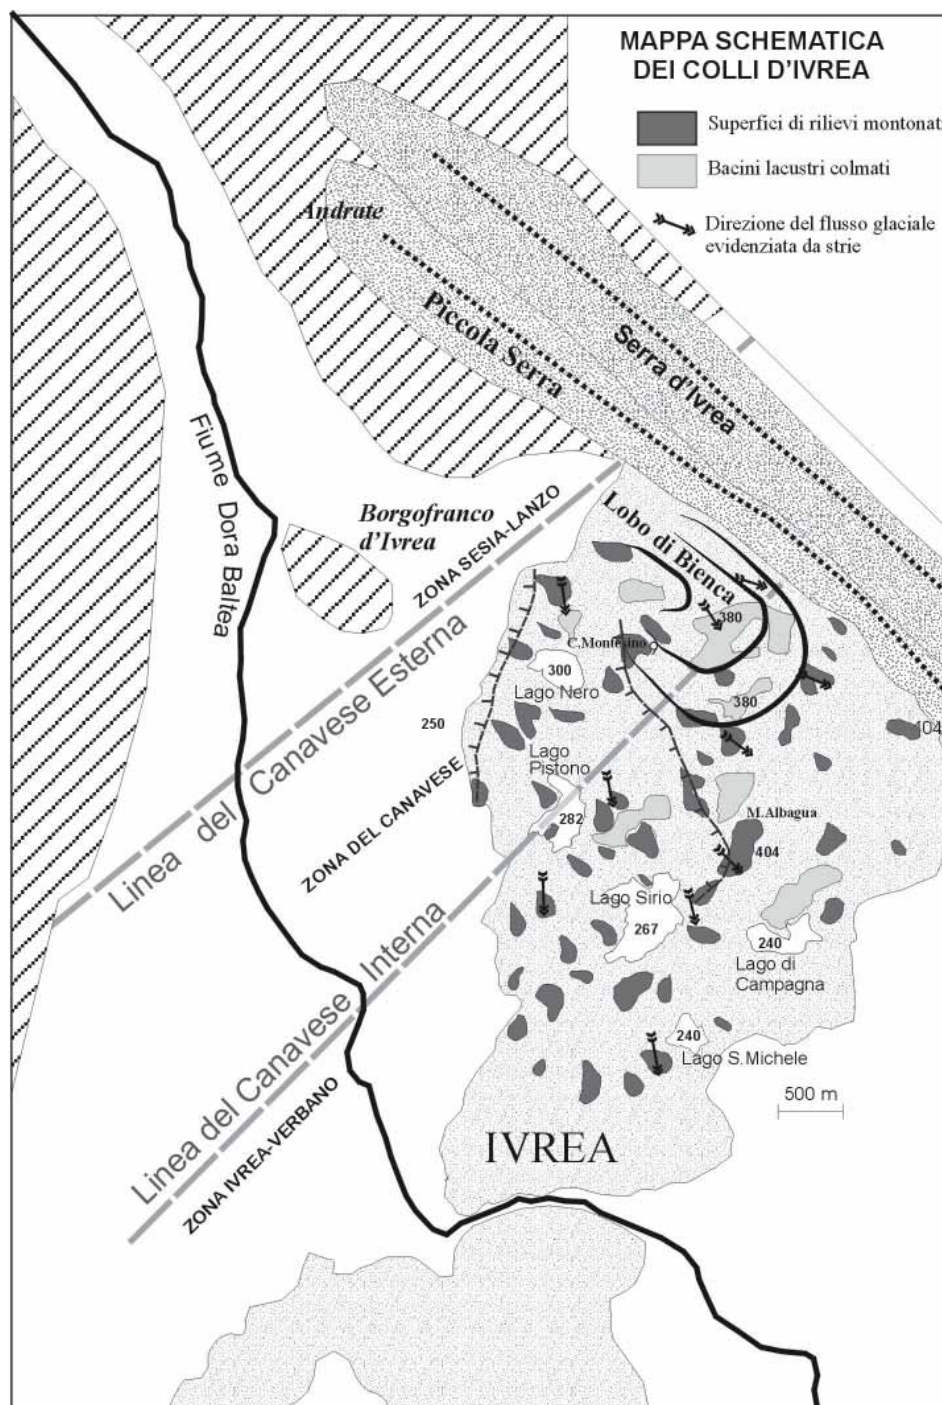 MAPPA SCHEMATICA
DEI COLLI D'IVREA
Superfici di rilievi montonat
Bacini lacustri colmati
Direzione del flusso glaciale
evidenziata da strie
Andrate
Piccola Serra
Serra d'Ivrea
Fiume Dora Baltea
Borgofranco
d'Ivrea
ZONA SESIA-LANZO
Lobo di Bienca
380
C.Montesino
300
Lago Nero
380
404
250
Linea del Canavese Esterna
Lago
Pistono
ZONA DEL CANAVESE
282
M.Albagua
404
Lago Sirio
267
240
Lago di
Campagna
Linea del Canavese Interna
240
Lago S.Michele
500 m
ZONA IVREA-VERBANO
IVREA